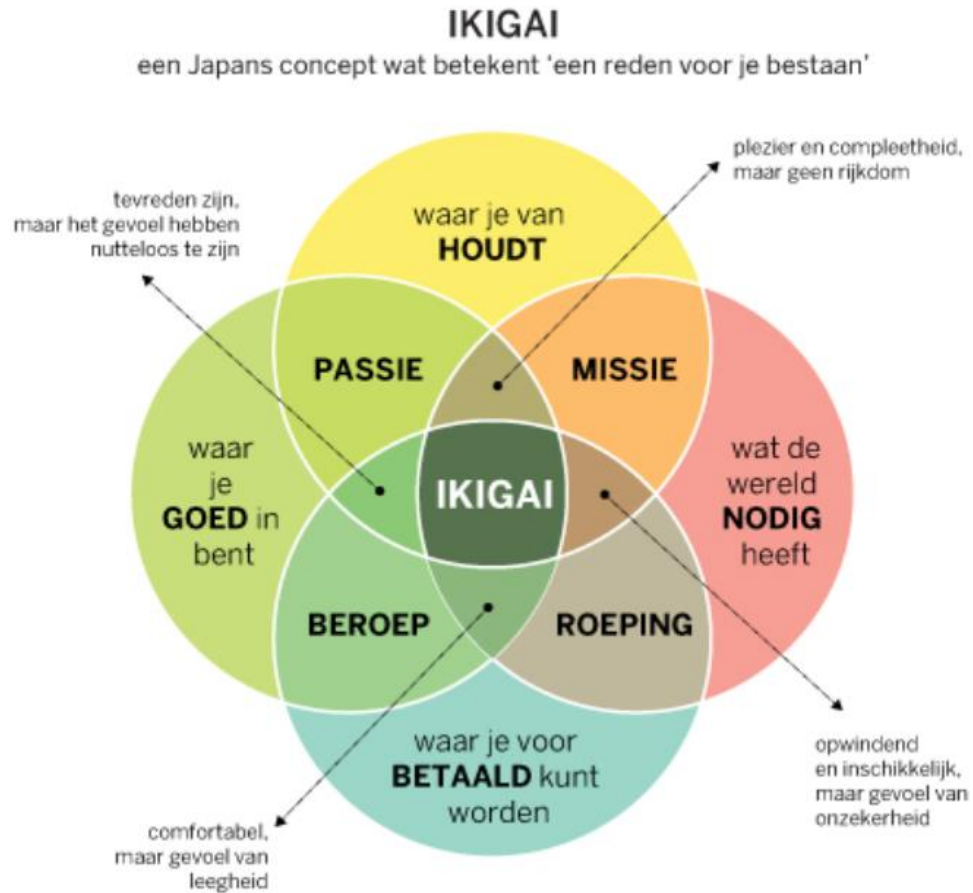 IKIGAI
een Japans concept wat betekent ‘een reden voor je bestaan’
plezier en compleetheid,
maar geen rijkdom
tevreden zijn,
maar het gevoel hebben
nutteloos te zijn
waar je van
HOUDT
PASSIE
MISSIE
waar
je
GOED in
bent
IKIGAI
wat de
wereld
NODIG
heeft
BEROEP
ROEPING
waar je voor
BETAALD kunt
worden
opwindend
en inschikkelijk,
maar gevoel van
onzekerheid
comfortabel,
maar gevoel van
leegheid